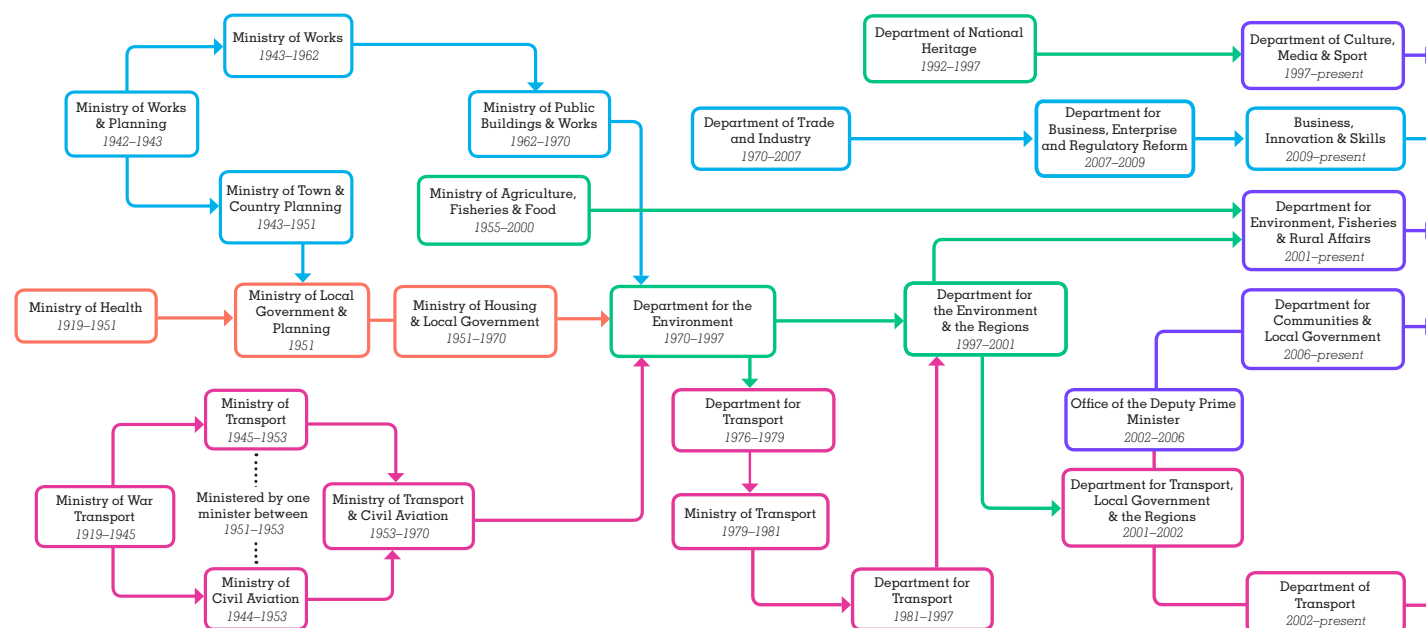 Ministry of Works
1943–1962
Department of National
Heritage
1992–1997
Department of Culture,
Media & Sport
1997–present
Ministry of Works
& Planning
1942–1943
Ministry of Public
Buildings & Works
1962–1970
Department of Trade
and Industry
1970–2007
Department for
Business, Enterprise
and Regulatory Reform
2007–2009
Business,
Innovation & Skills
2009–present
Ministry of Town &
Country Planning
1943–1951
Ministry of Agriculture,
Fisheries & Food
1955–2000
Department for
Environment, Fisheries
& Rural Affairs
2001–present
Ministry of Health
1919–1951
Ministry of Local
Government &
Planning
1951
Ministry of Housing
& Local Government
1951–1970
Department for the
Environment
1970–1997
Department for
the Environment
& the Regions
1997–2001
Department for
Communities &
Local Government
2006–present
Ministry of
Transport
1945–1953
Department for
Transport
1976–1979
Office of the Deputy Prime
Minister
2002–2006
Ministry of War
Transport
1919–1945
Ministered by one
minister between
1951–1953
Ministry of Transport
& Civil Aviation
1953–1970
Ministry of Transport
1979–1981
Department for Transport,
Local Government
& the Regions
2001–2002
Ministry of
Civil Aviation
1944–1953
Department for
Transport
1981–1997
Department of
Transport
2002–present